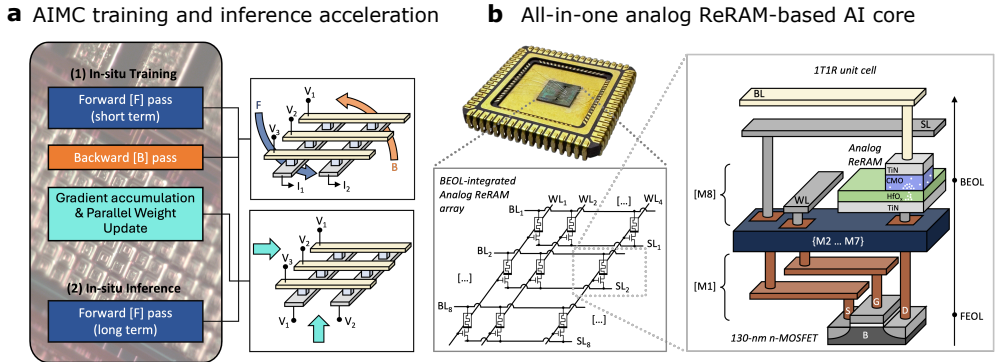 a AIMC training and inference acceleration
(1) In-situ Training
Forward [F] pass
(short term)
Backward [B] pass
Gradient accumulation
& Parallel Weight
Update
(2) In-situ Inference
Forward [F] pass
(long term)
F
V1
V2
V3
I1
I2
B
V1
V2
V3
V1
V2
b All-in-one analog ReRAM-based AI core
BEOL-integrated
Analog ReRAM
array
WL1 WL2 [...] WL4
BL1
SL1
BL2
SL2
[...]
[...]
BL8
SL8
1T1R unit cell
BL
SL
Analog
ReRAM
TiN
CMO
HfOx
TiN
WL
[M8]
{M2 ... M7}
[M1]
S
G
D
B
130-nm n-MOSFET
BEOL
FEOL